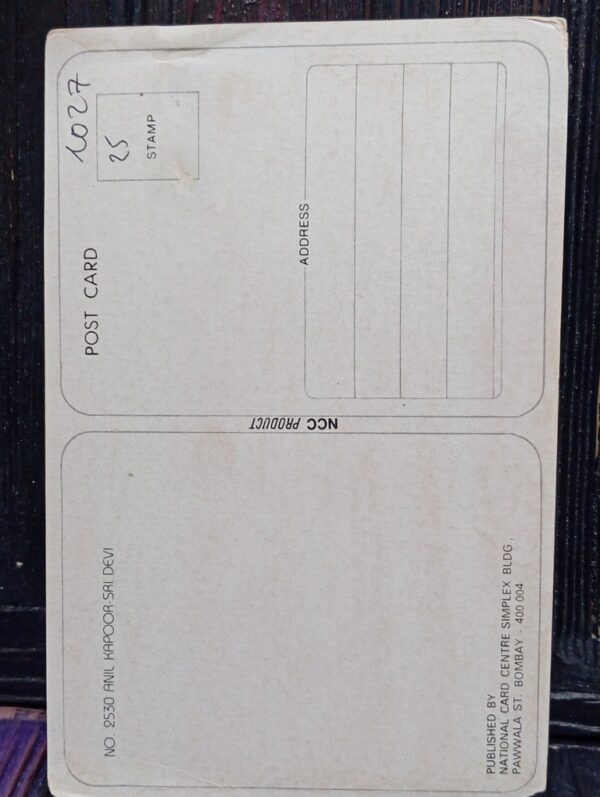 NO. 2530 ANIL KAPOOR-SRI DEVI
PUBLISHED BY
NATIONAL CARD CENTRE SIMPLEX BLDG.,
PAWWALA ST. BOMBAY - 400 004
NCC PRODUCT
POST CARD
1027
25
STAMP
ADDRESS